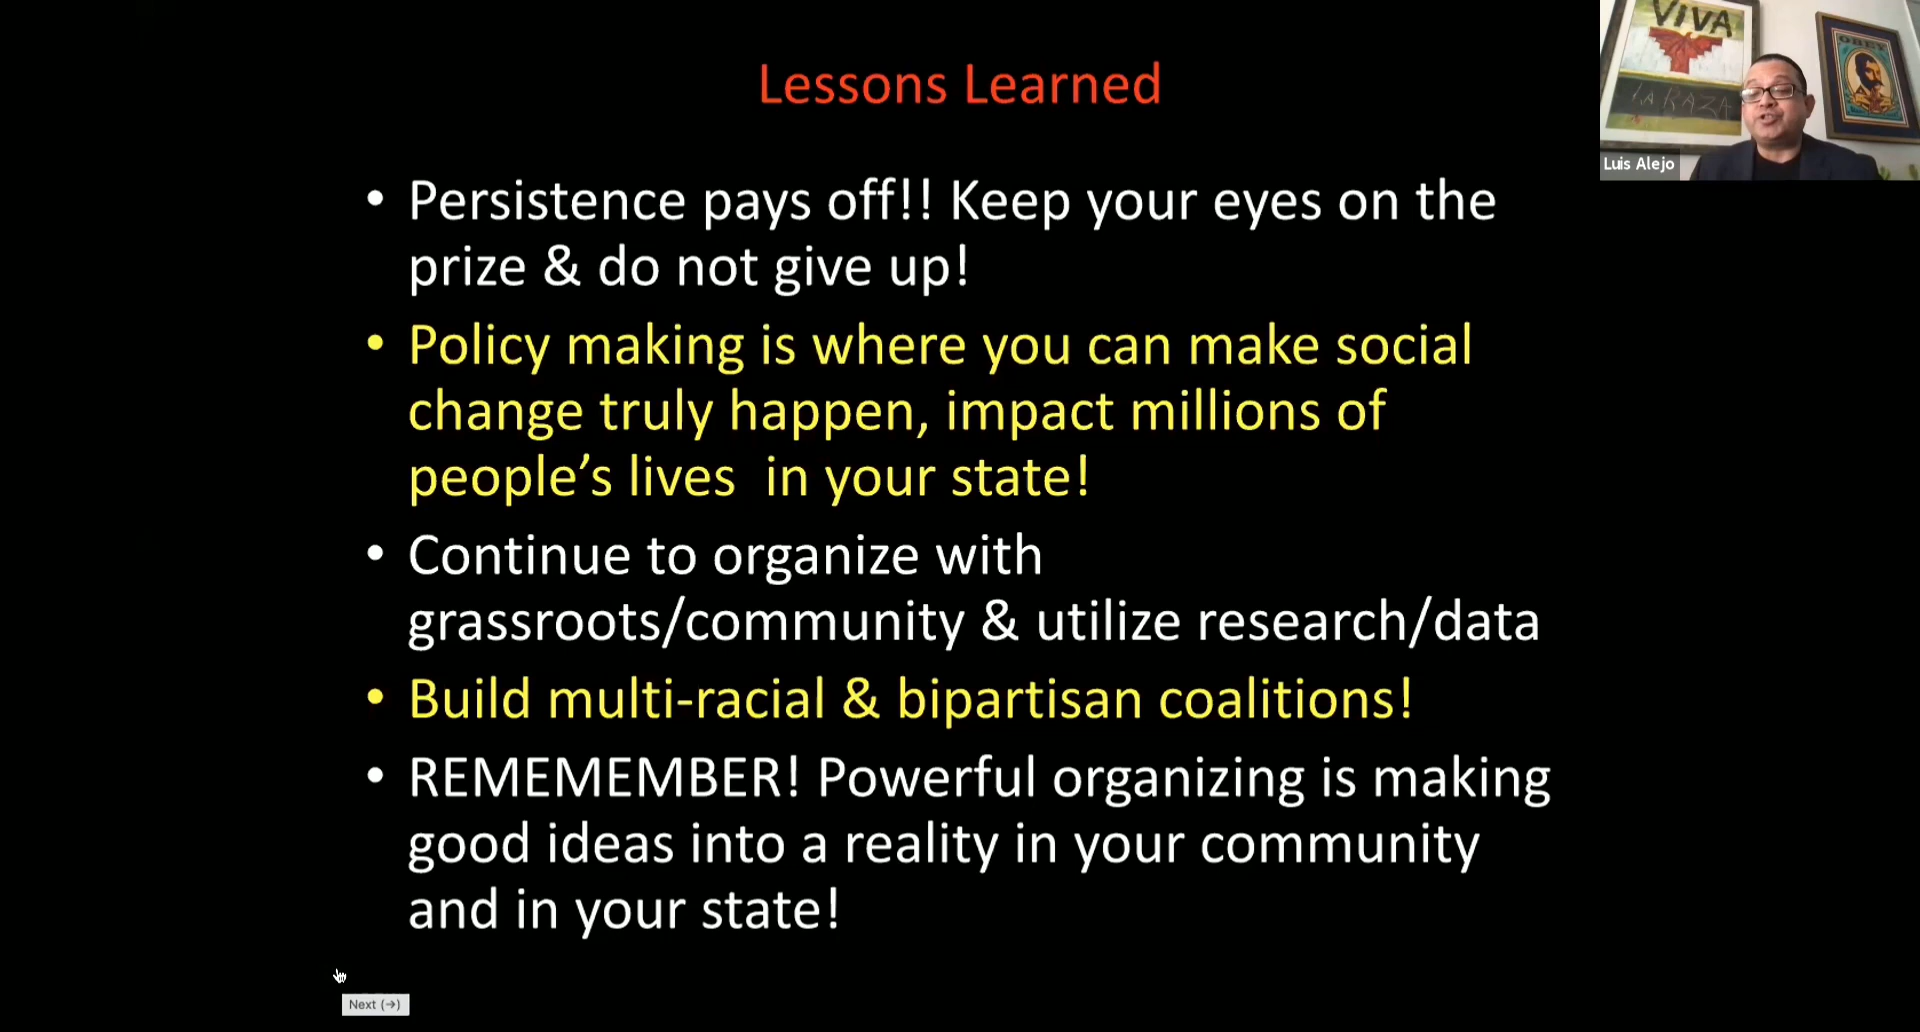 Lessons Learned
• Persistence pays off!! Keep your eyes on the
prize & do not give up!
• Policy making is where you can make social
change truly happen, impact millions of
people’s lives  in your state!
• Continue to organize with
grassroots/community & utilize research/data
• Build multi-racial & bipartisan coalitions!
• REMEMEMBER! Powerful organizing is making
good ideas into a reality in your community
and in your state!
Next (→)
VIVA
LA RAZA
OBEY
Luis Alejo